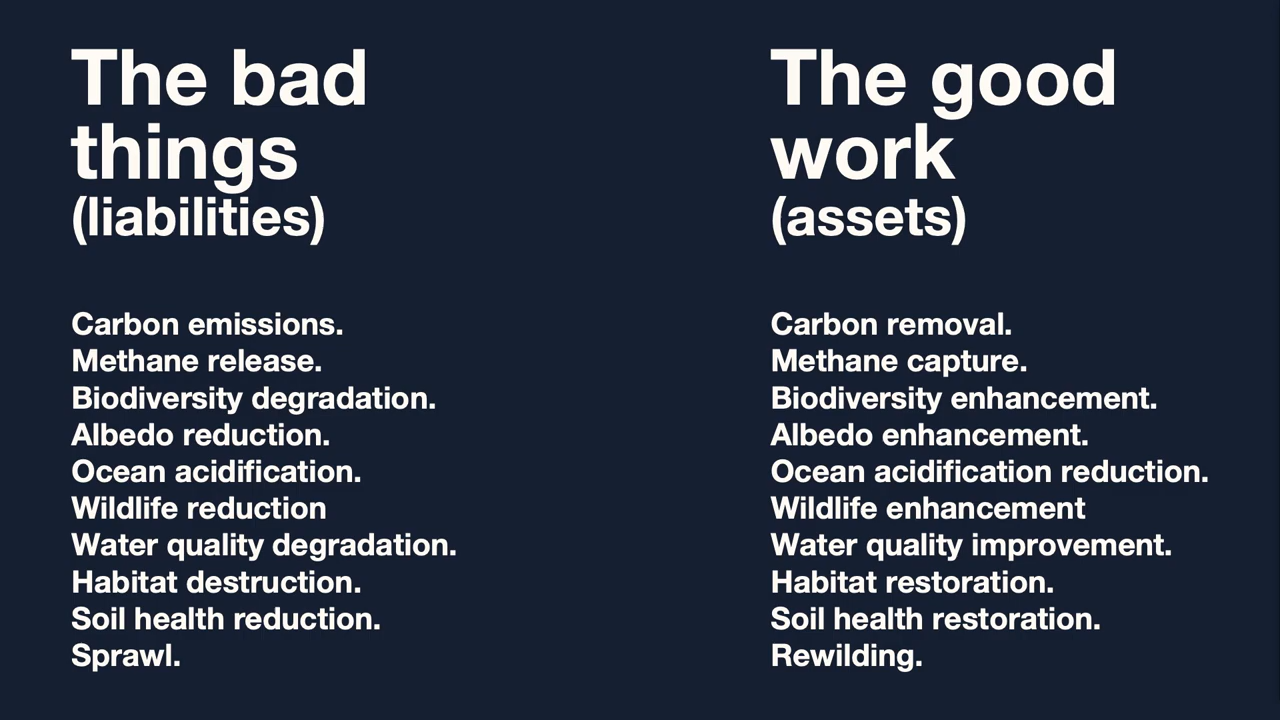 The bad
things
(liabilities)
Carbon emissions.
Methane release.
Biodiversity degradation.
Albedo reduction.
Ocean acidification.
Wildlife reduction
Water quality degradation.
Habitat destruction.
Soil health reduction.
Sprawl.
The good
work
(assets)
Carbon removal.
Methane capture.
Biodiversity enhancement.
Albedo enhancement.
Ocean acidification reduction.
Wildlife enhancement
Water quality improvement.
Habitat restoration.
Soil health restoration.
Rewilding.